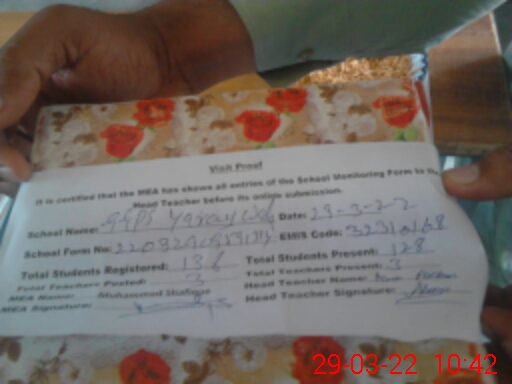 Visit Proof
It is certified that the MEA has shown all entries of the School Monitoring Form to the
Head Teacher before its online submission.
School Name: GGPS Date: 29-3-22
School Form No: EMIS Code: 32310168
Total Students Registered: 136 Total Students Present: 128
Total Teachers Posted: 3 Total Teachers Present: 3
MEA Name: Muhammad Shafique Head Teacher Name:
MEA Signature: Head Teacher Signature:
29-03-22 10:42